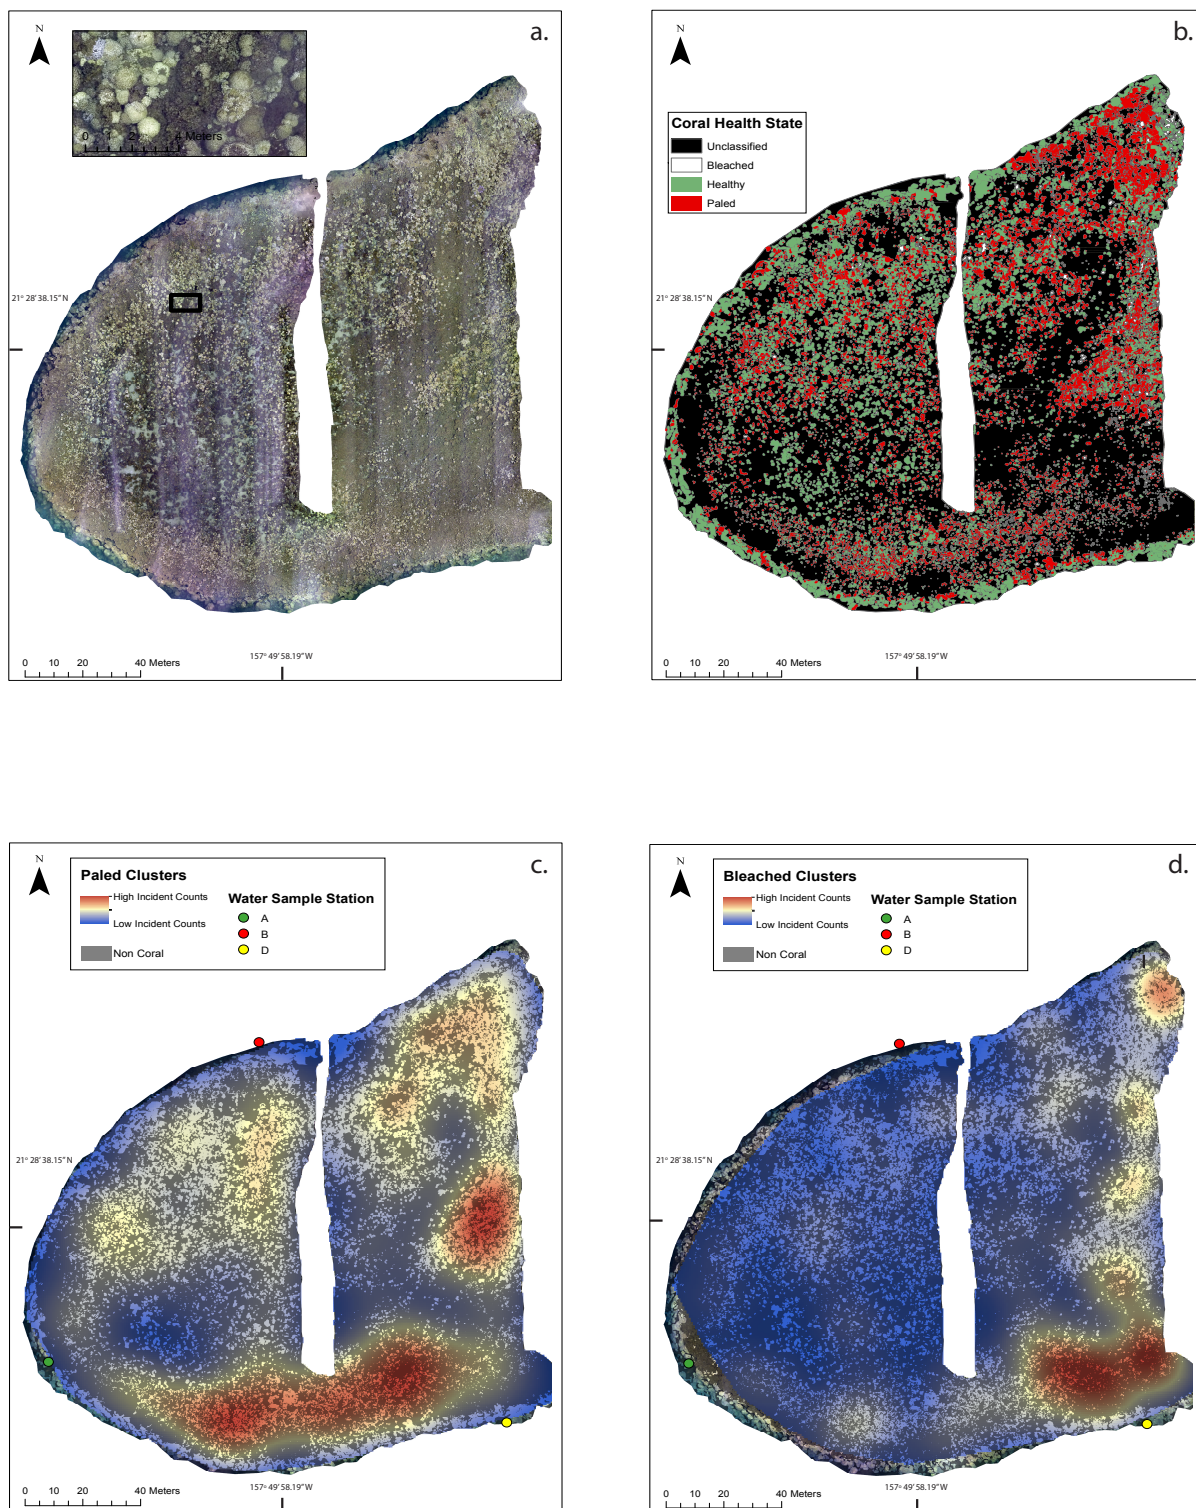 N
a.
0 1 2 4 Meters
21° 28' 38.15" N
157° 49' 58.19" W
0 10 20 40 Meters
N
b.
Coral Health State
Unclassified
Bleached
Healthy
Paled
21° 28' 38.15" N
157° 49' 58.19" W
0 10 20 40 Meters
N
c.
Paled Clusters
High Incident Counts
Low Incident Counts
Non Coral
Water Sample Station
A
B
D
21° 28' 38.15" N
157° 49' 58.19" W
0 10 20 40 Meters
N
d.
Bleached Clusters
High Incident Counts
Low Incident Counts
Non Coral
Water Sample Station
A
B
D
21° 28' 38.15" N
157° 49' 58.19" W
0 10 20 40 Meters